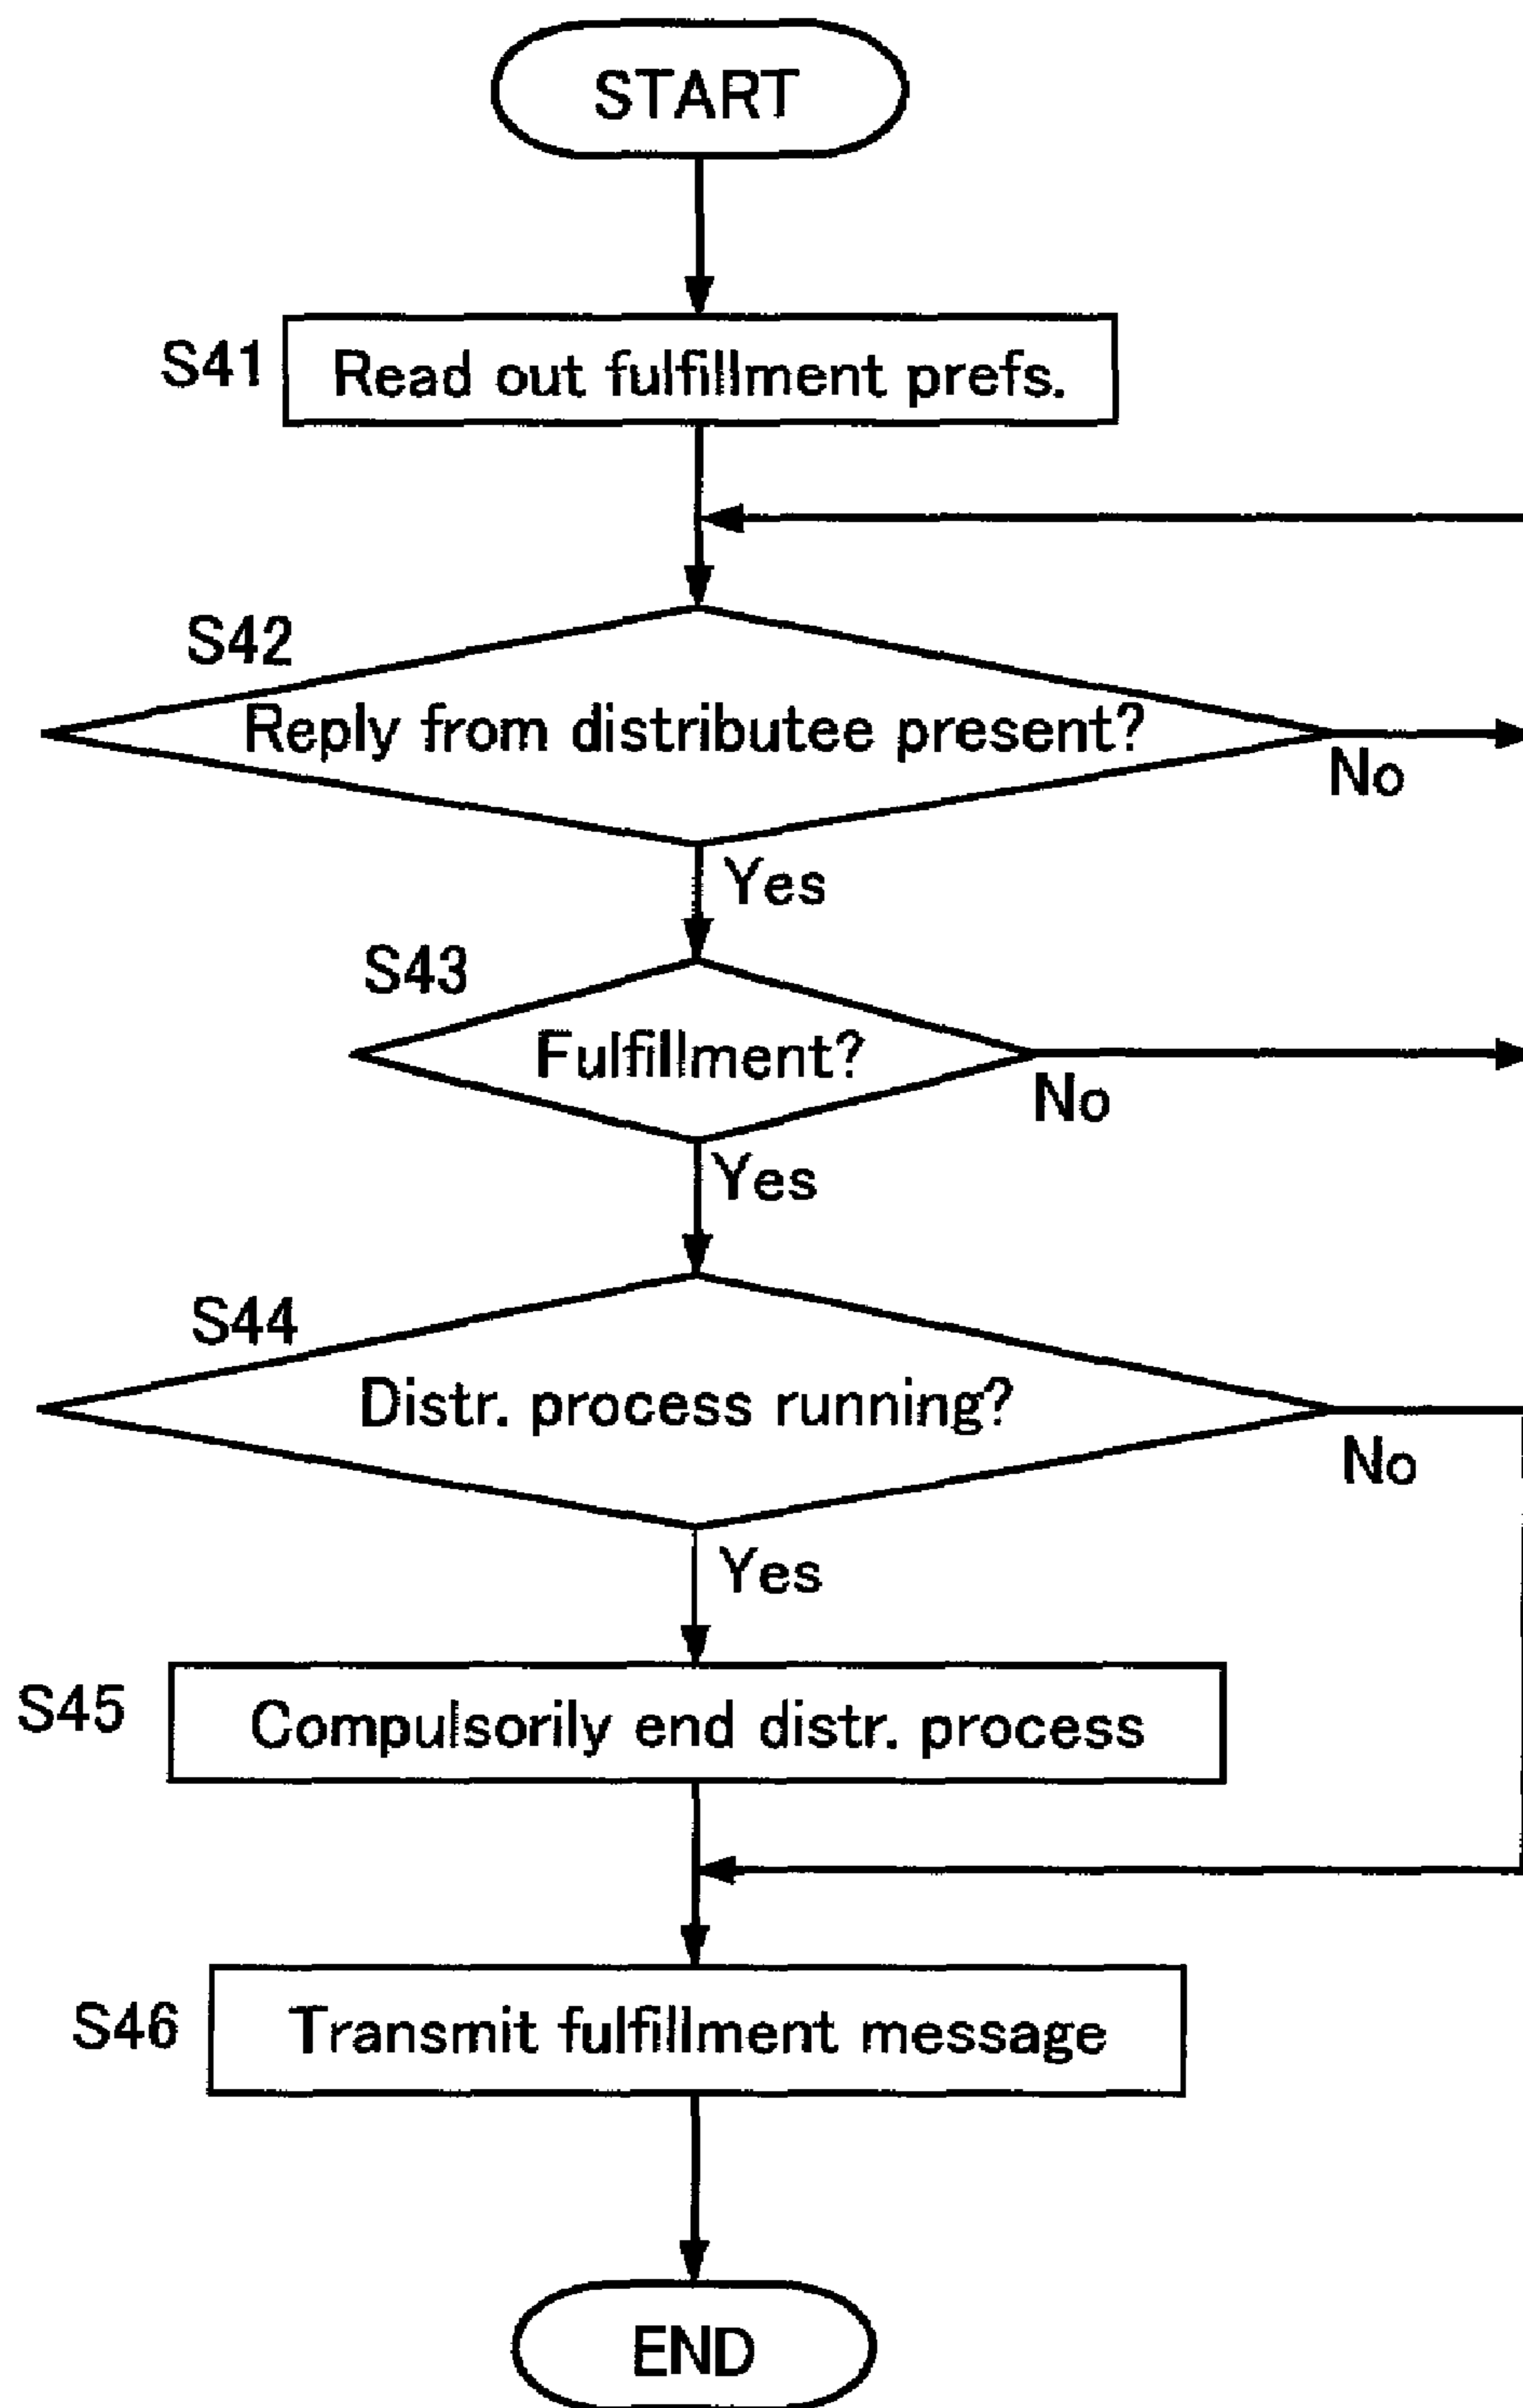 START
S41
Read out fulfillment prefs.
S42
Reply from distributee present?
No
Yes
S43
Fulfillment?
No
Yes
S44
Distr. process running?
No
Yes
S45
Compulsorily end distr. process
S46
Transmit fulfillment message
END